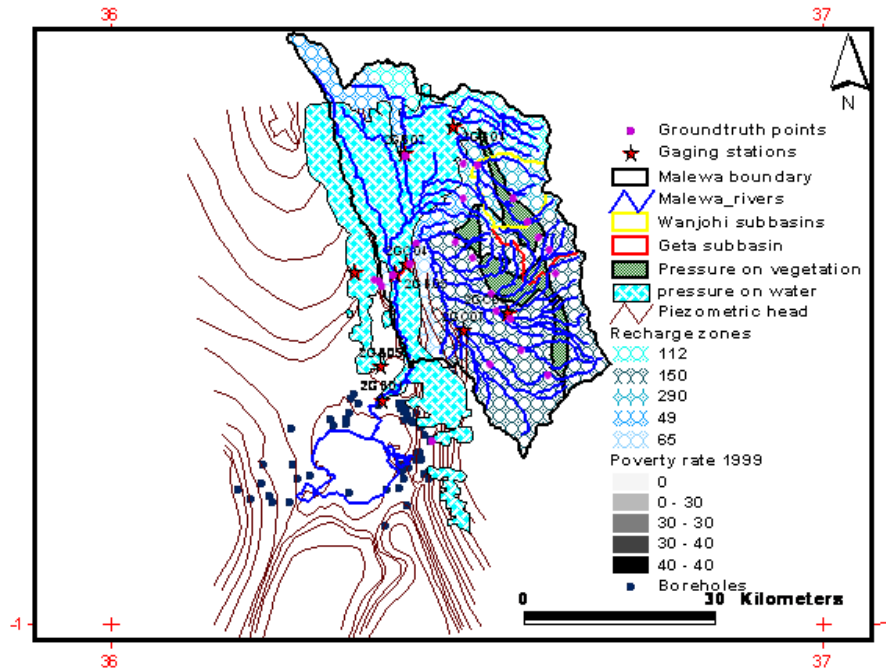 36 37
N
Groundtruth points
Gaging stations
Malewa boundary
Malewa_rivers
Wanjohi subbasins
Geta subbasin
Pressure on vegetation
pressure on water
Piezometric head
Recharge zones
112
150
290
49
65
Poverty rate 1999
0
0 - 30
30 - 30
30 - 40
40 - 40
Boreholes
0 30 Kilometers
-1
36 37